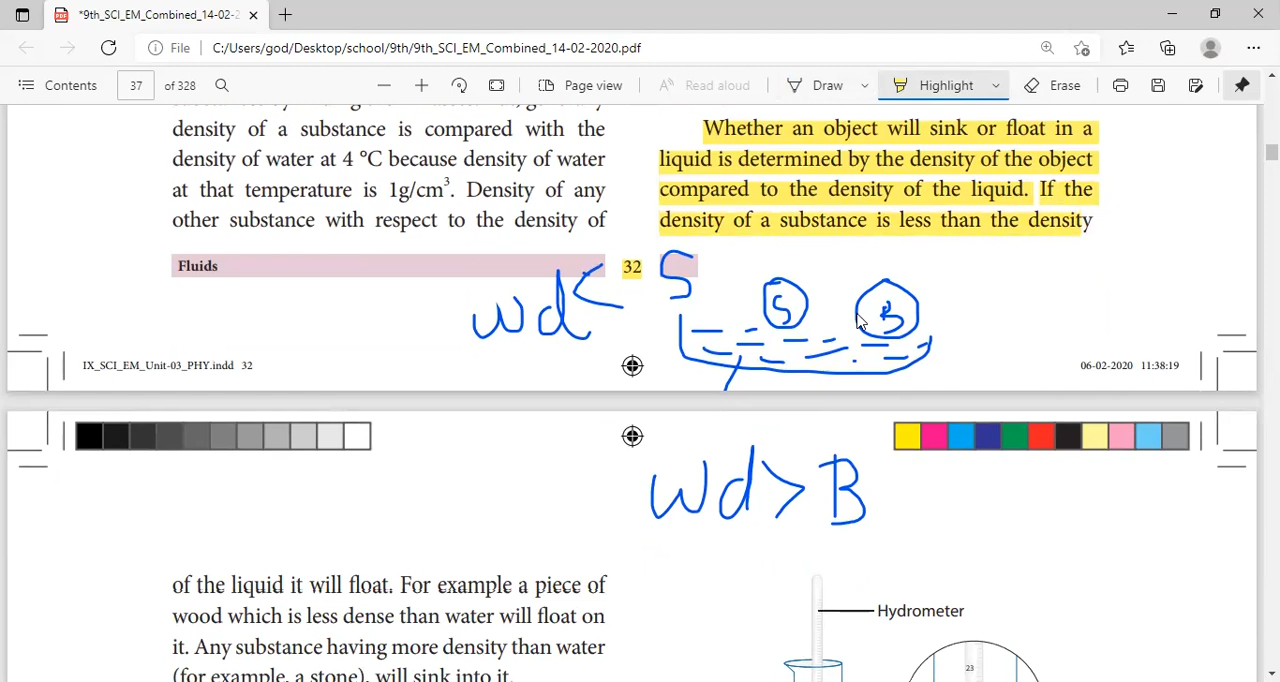 *9th_SCI_EM_Combined_14-02-2
File C:/Users/god/Desktop/school/9th/9th_SCI_EM_Combined_14-02-2020.pdf
Contents 37 of 328 Page view Read aloud Draw Highlight Erase
density of a substance is compared with the
density of water at 4 °C because density of water
at that temperature is 1g/cm³. Density of any
other substance with respect to the density of
Whether an object will sink or float in a
liquid is determined by the density of the object
compared to the density of the liquid. If the
density of a substance is less than the density
Fluids 32
wd < S
S B
IX_SCI_EM_Unit-03_PHY.indd 32 06-02-2020 11:38:19
Wd > B
of the liquid it will float. For example a piece of
wood which is less dense than water will float on
it. Any substance having more density than water
(for example, a stone), will sink into it.
Hydrometer
23